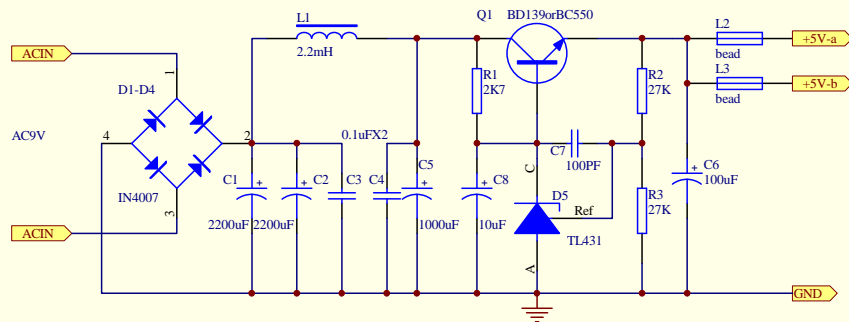 L1
Q1 BD139orBC550
2.2mH
L2
+5V-a
bead
ACIN
1
D1-D4
R1
2K7
R2
27K
L3
+5V-b
bead
AC9V
4
2
0.1uFX2
C7
100PF
C5
C
C6
100uF
C1
C2
C3
C4
C8
D5
R3
27K
IN4007
3
Ref
2200uF
2200uF
1000uF
10uF
TL431
ACIN
A
GND